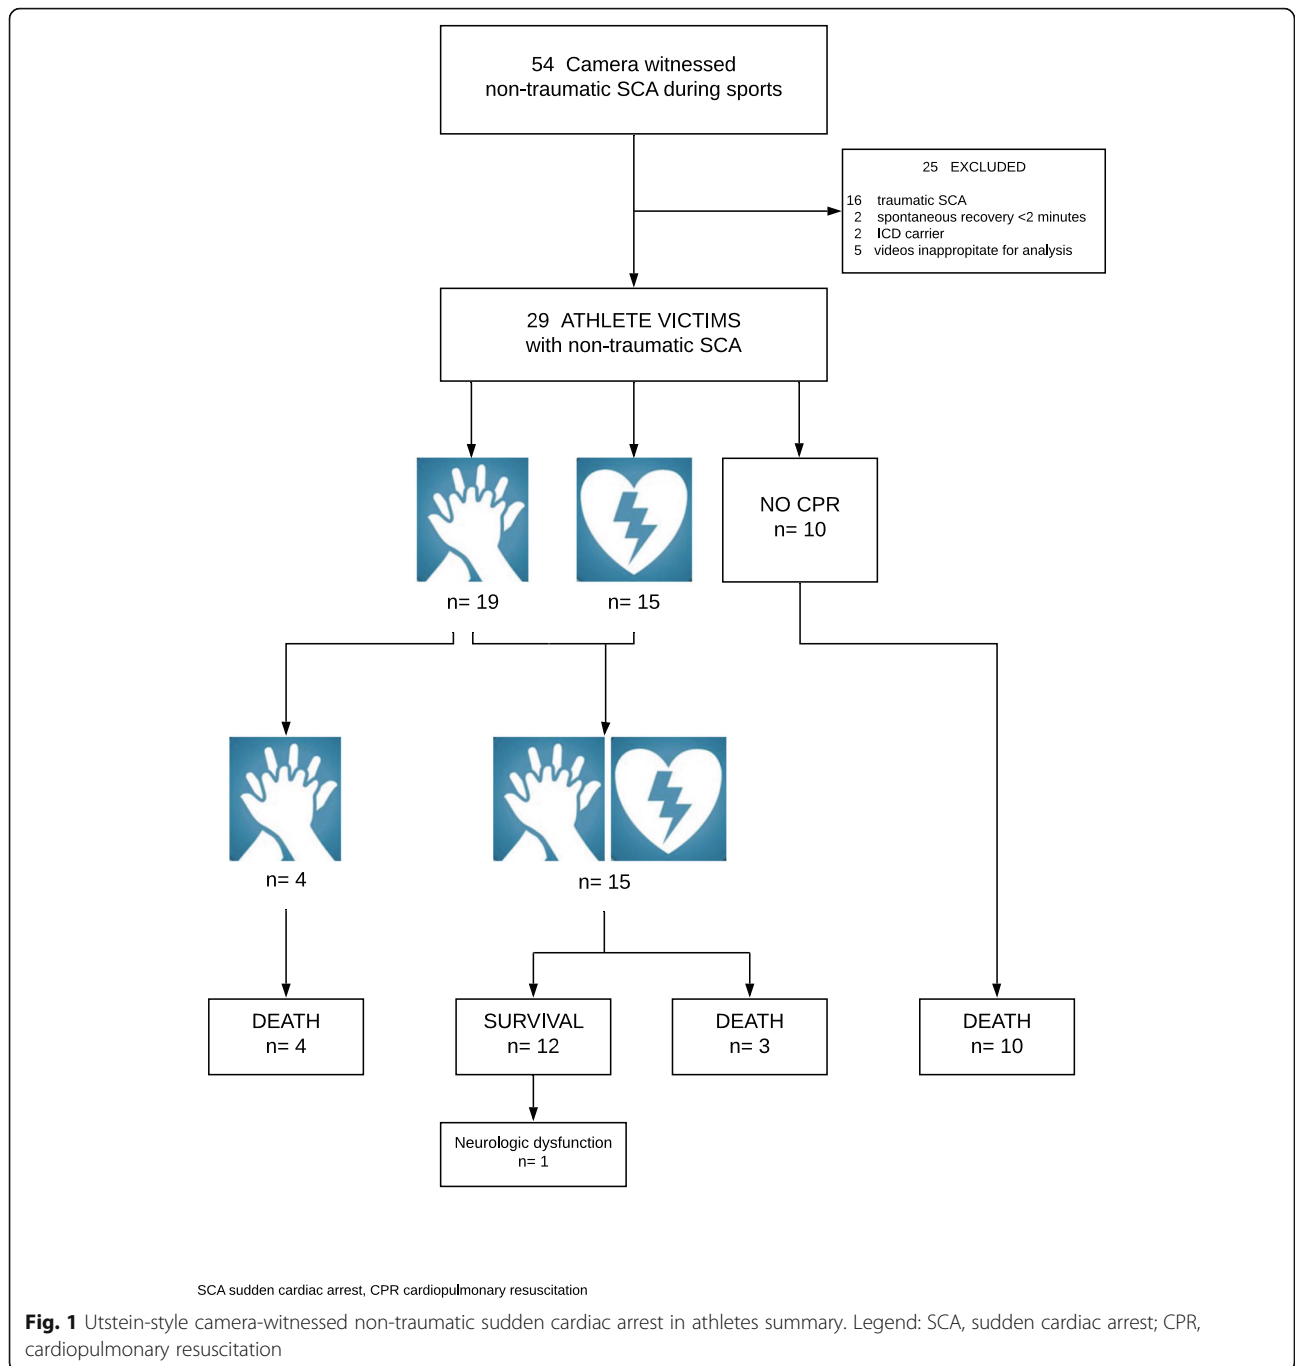 54 Camera witnessed
non-traumatic SCA during sports
25 EXCLUDED
16 traumatic SCA
2 spontaneous recovery <2 minutes
2 ICD carrier
5 videos inappropitate for analysis
29 ATHLETE VICTIMS
with non-traumatic SCA
NO CPR
n= 10
n= 19
n= 15
n= 4
n= 15
DEATH
n= 4
SURVIVAL
n= 12
DEATH
n= 3
DEATH
n= 10
Neurologic dysfunction
n= 1
SCA sudden cardiac arrest, CPR cardiopulmonary resuscitation
Fig. 1 Utstein-style camera-witnessed non-traumatic sudden cardiac arrest in athletes summary. Legend: SCA, sudden cardiac arrest; CPR,
cardiopulmonary resuscitation